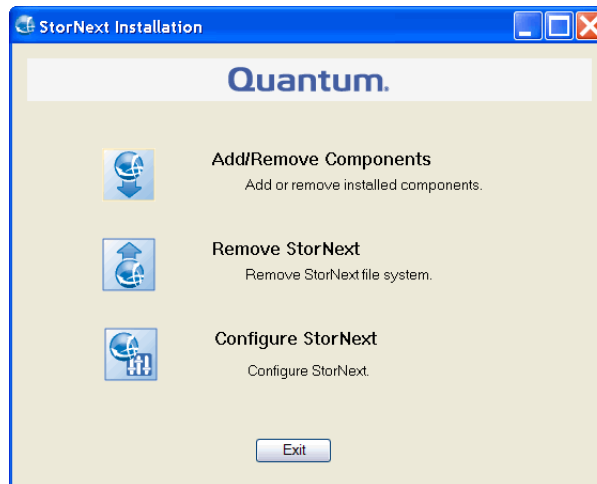 StorNext Installation
Quantum.
Add/Remove Components
Add or remove installed components.
Remove StorNext
Remove StorNext file system.
Configure StorNext
Configure StorNext.
Exit